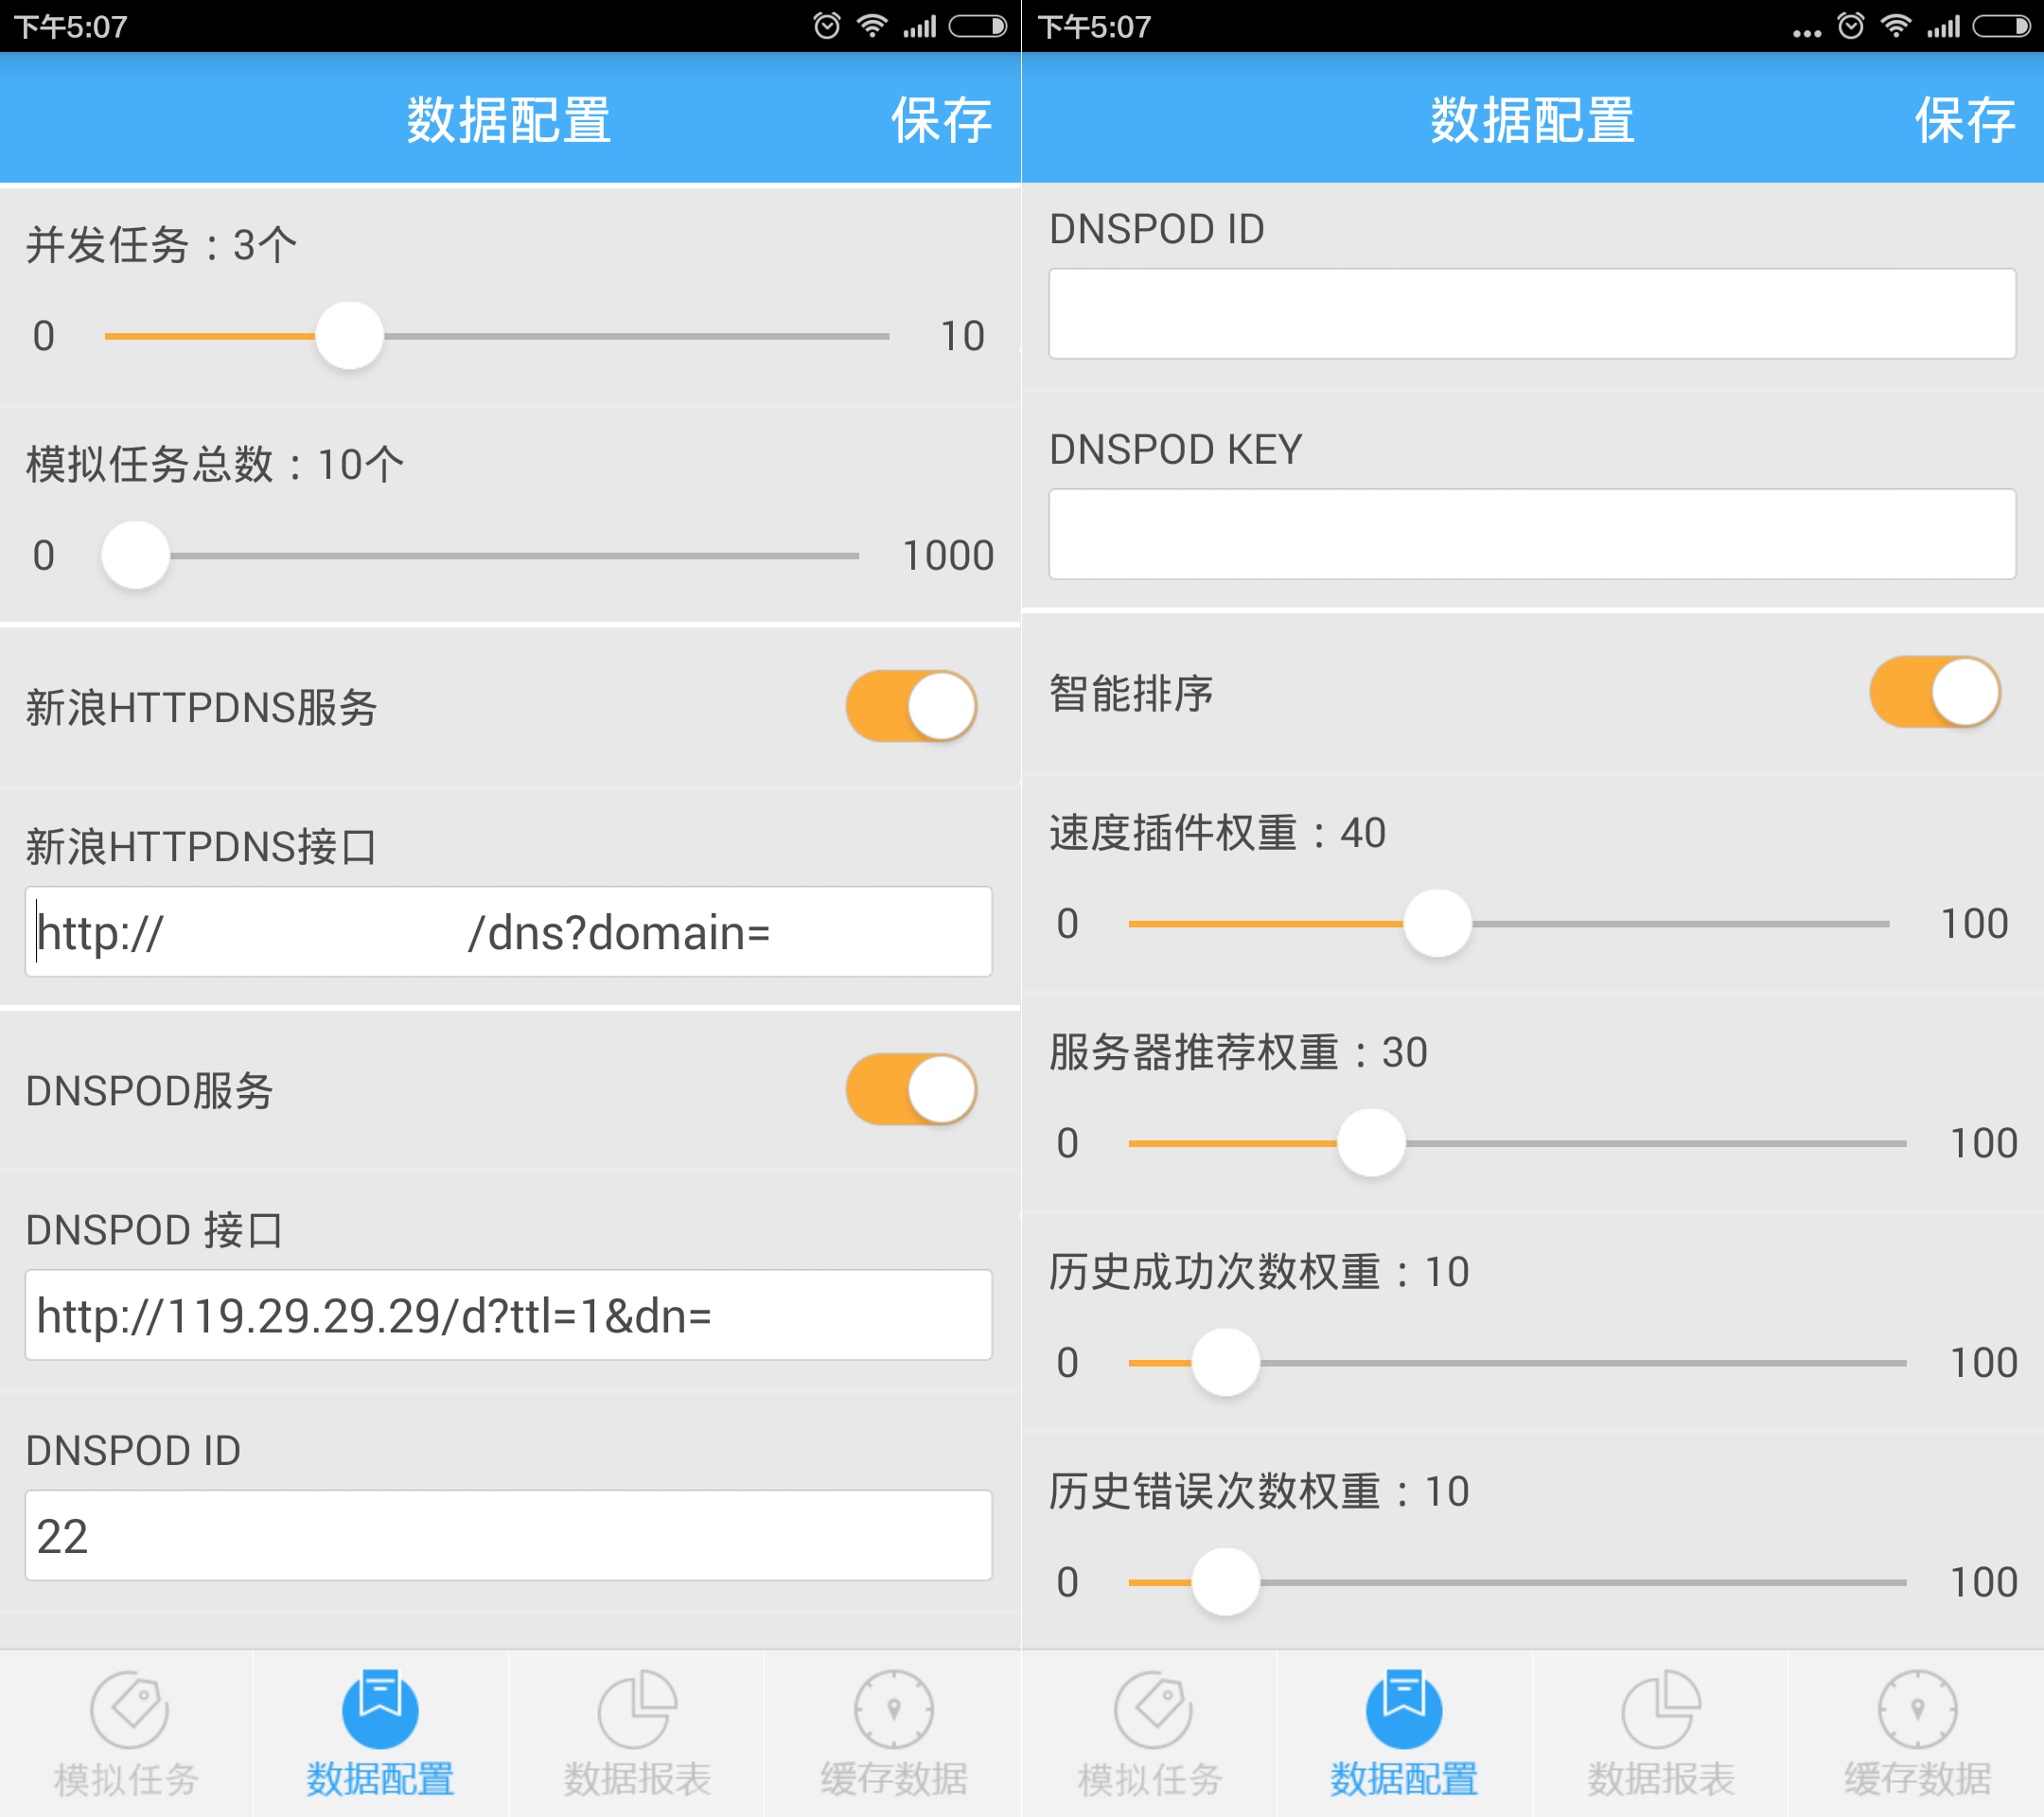 下午5:07
数据配置 保存
并发任务：3个
0 10
模拟任务总数：10个
0 1000
新浪HTTPDNS服务
新浪HTTPDNS接口
http:// /dns?domain=
DNSPOD服务
DNSPOD 接口
http://119.29.29.29/d?ttl=1&dn=
DNSPOD ID
22
模拟任务 数据配置 数据报表 缓存数据
下午5:07
数据配置 保存
DNSPOD ID
DNSPOD KEY
智能排序
速度插件权重：40
0 100
服务器推荐权重：30
0 100
历史成功次数权重：10
0 100
历史错误次数权重：10
0 100
模拟任务 数据配置 数据报表 缓存数据